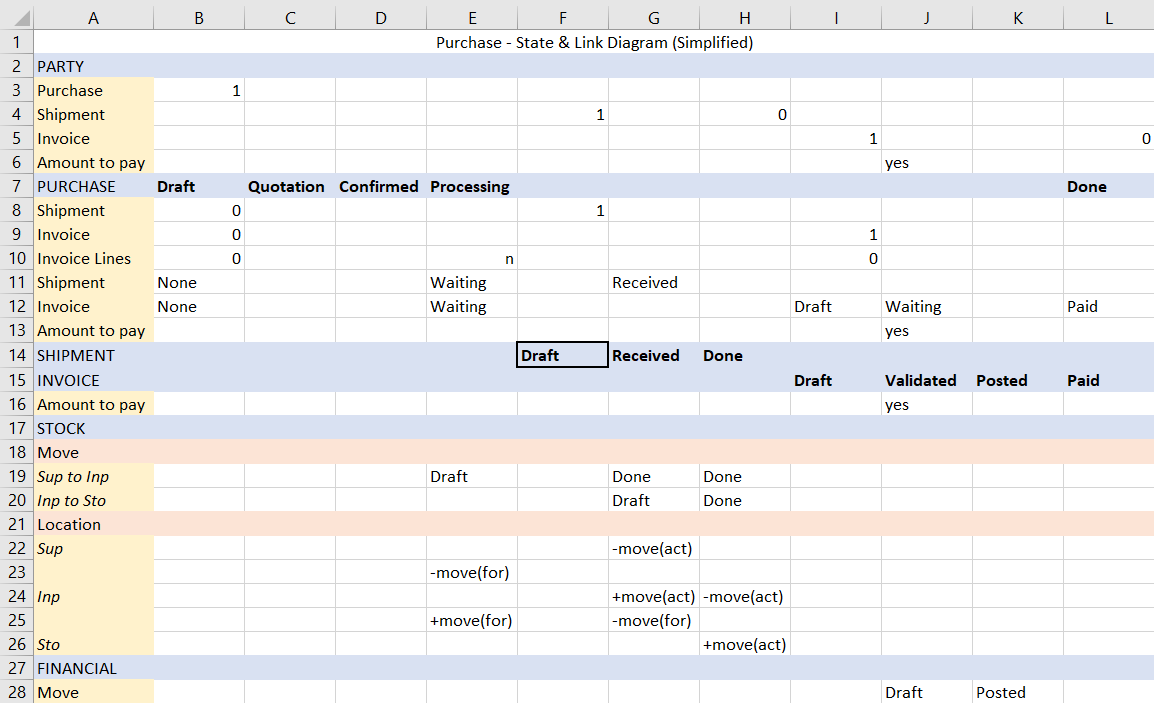 A B C D E F G H I J K L
1 Purchase - State & Link Diagram (Simplified)
2 PARTY
3 Purchase 1
4 Shipment 1 0
5 Invoice 1 0
6 Amount to pay yes
7 PURCHASE Draft Quotation Confirmed Processing Done
8 Shipment 0 1
9 Invoice 0 1
10 Invoice Lines 0 n 0
11 Shipment None Waiting Received
12 Invoice None Waiting Draft Waiting Paid
13 Amount to pay yes
14 SHIPMENT Draft Received Done
15 INVOICE Draft Validated Posted Paid
16 Amount to pay yes
17 STOCK
18 Move
19 Sup to Inp Draft Done Done
20 Inp to Sto Draft Done
21 Location
22 Sup -move(act)
23 -move(for)
24 Inp +move(act) -move(act)
25 +move(for) -move(for)
26 Sto +move(act)
27 FINANCIAL
28 Move Draft Posted